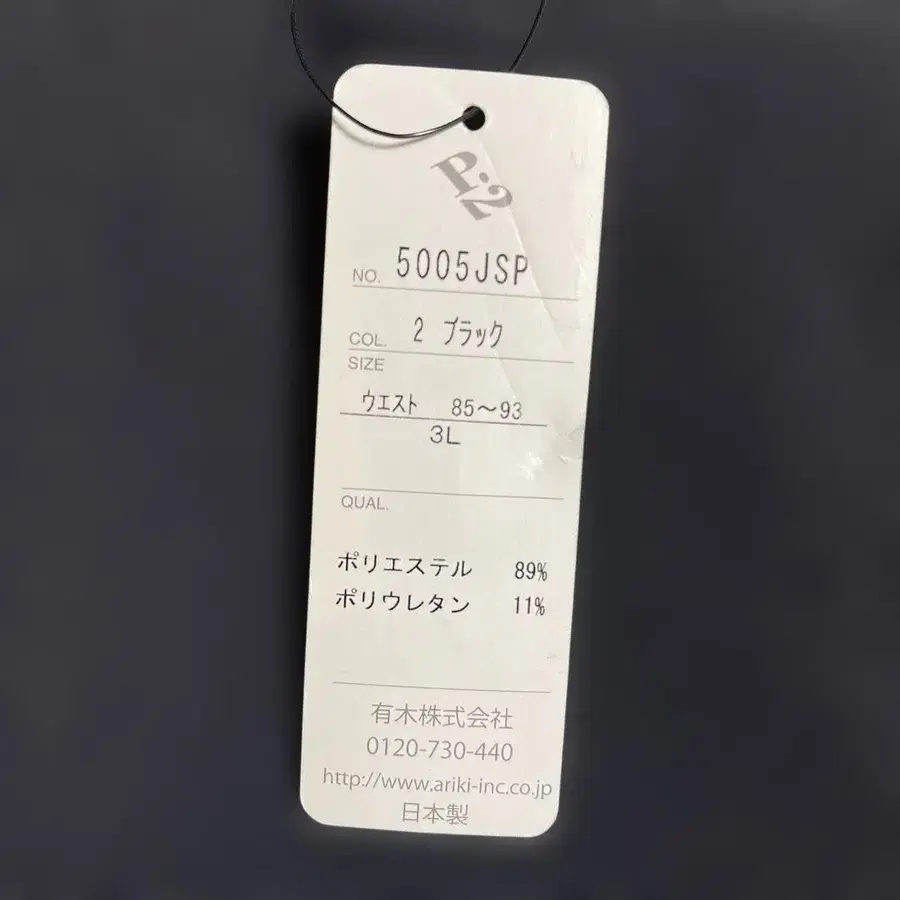 P.2
NO. 5005JSP
COL. 2 ブラック
SIZE
ウエスト 85～93
3L
QUAL.
ポリエステル 89%
ポリウレタン 11%
有木株式会社
0120-730-440
http://www.ariki-inc.co.jp
日本製